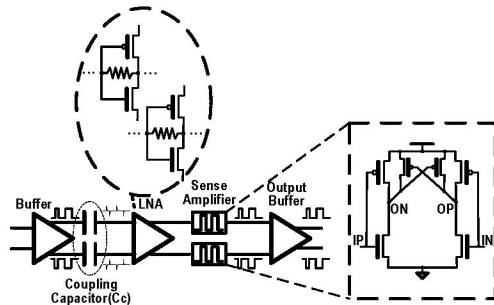 Buffer
LNA
Sense
Amplifier
Output
Buffer
Coupling
Capacitor(Cc)
ON
OP
IP
IN